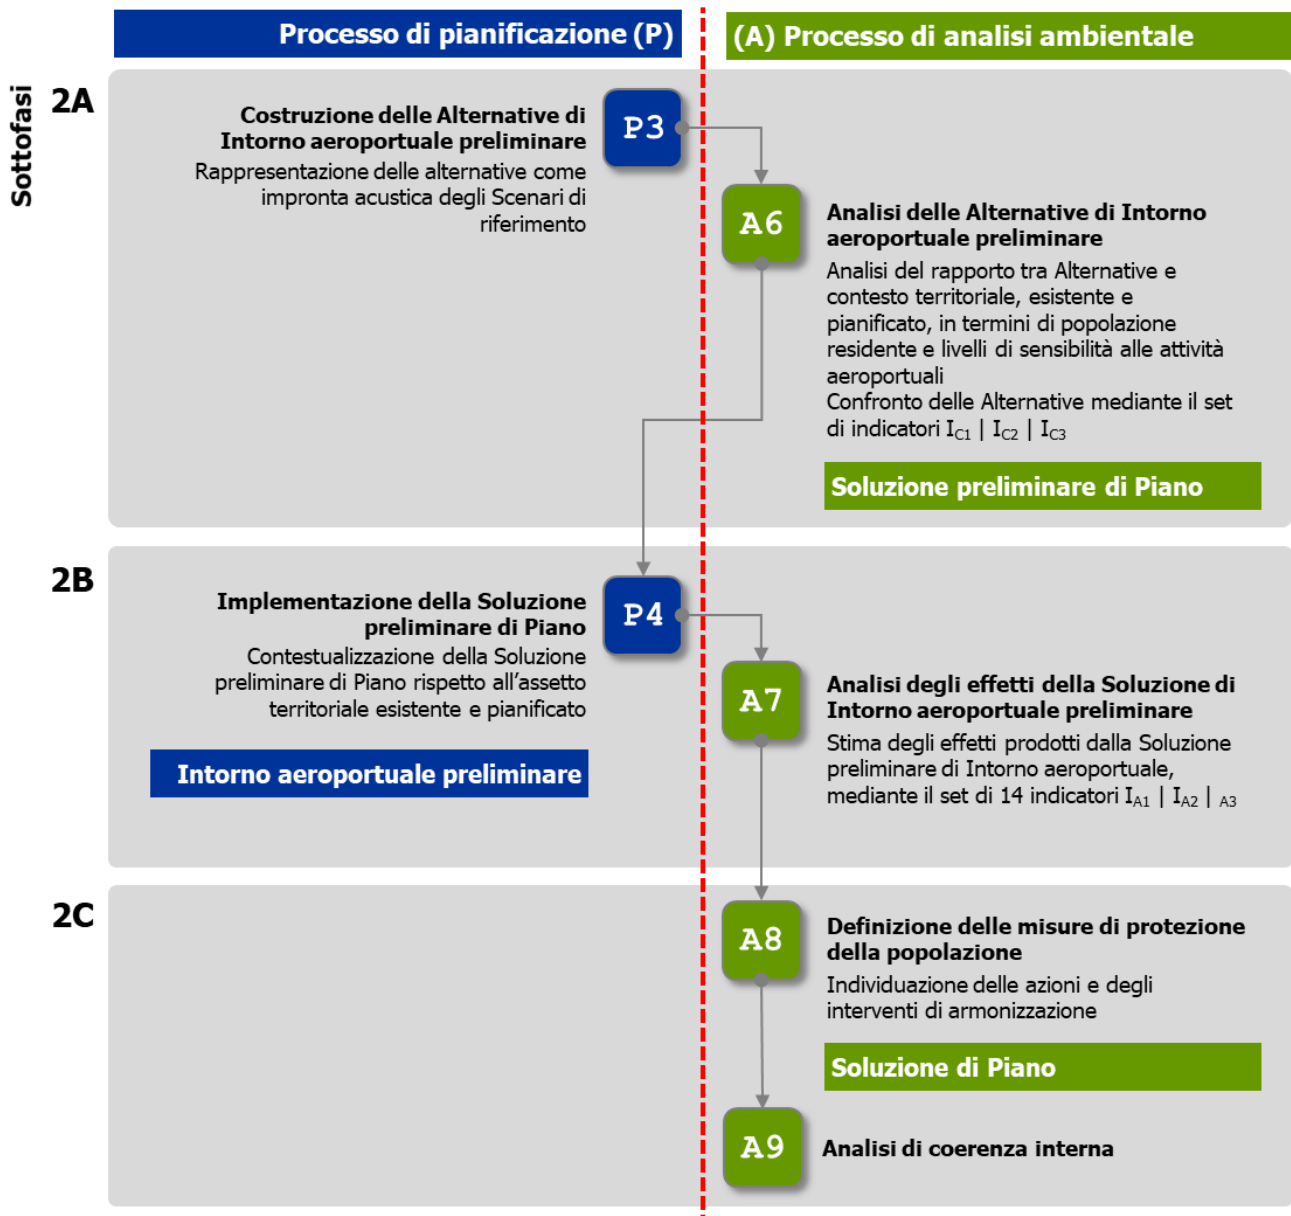 Processo di pianificazione (P)
(A) Processo di analisi ambientale
Sottofasi
2A
Costruzione delle Alternative di
Intorno aeroportuale preliminare
Rappresentazione delle alternative come
impronta acustica degli Scenari di
riferimento
P3
A6
Analisi delle Alternative di Intorno
aeroportuale preliminare
Analisi del rapporto tra Alternative e
contesto territoriale, esistente e
pianificato, in termini di popolazione
residente e livelli di sensibilità alle attività
aeroportuali
Confronto delle Alternative mediante il set
di indicatori IC1 | IC2 | IC3
Soluzione preliminare di Piano
2B
Implementazione della Soluzione
preliminare di Piano
Contestualizzazione della Soluzione
preliminare di Piano rispetto all'assetto
territoriale esistente e pianificato
Intorno aeroportuale preliminare
P4
A7
Analisi degli effetti della Soluzione di
Intorno aeroportuale preliminare
Stima degli effetti prodotti dalla Soluzione
preliminare di Intorno aeroportuale,
mediante il set di 14 indicatori IA1 | IA2 | A3
2C
A8
Definizione delle misure di protezione
della popolazione
Individuazione delle azioni e degli
interventi di armonizzazione
Soluzione di Piano
A9
Analisi di coerenza interna